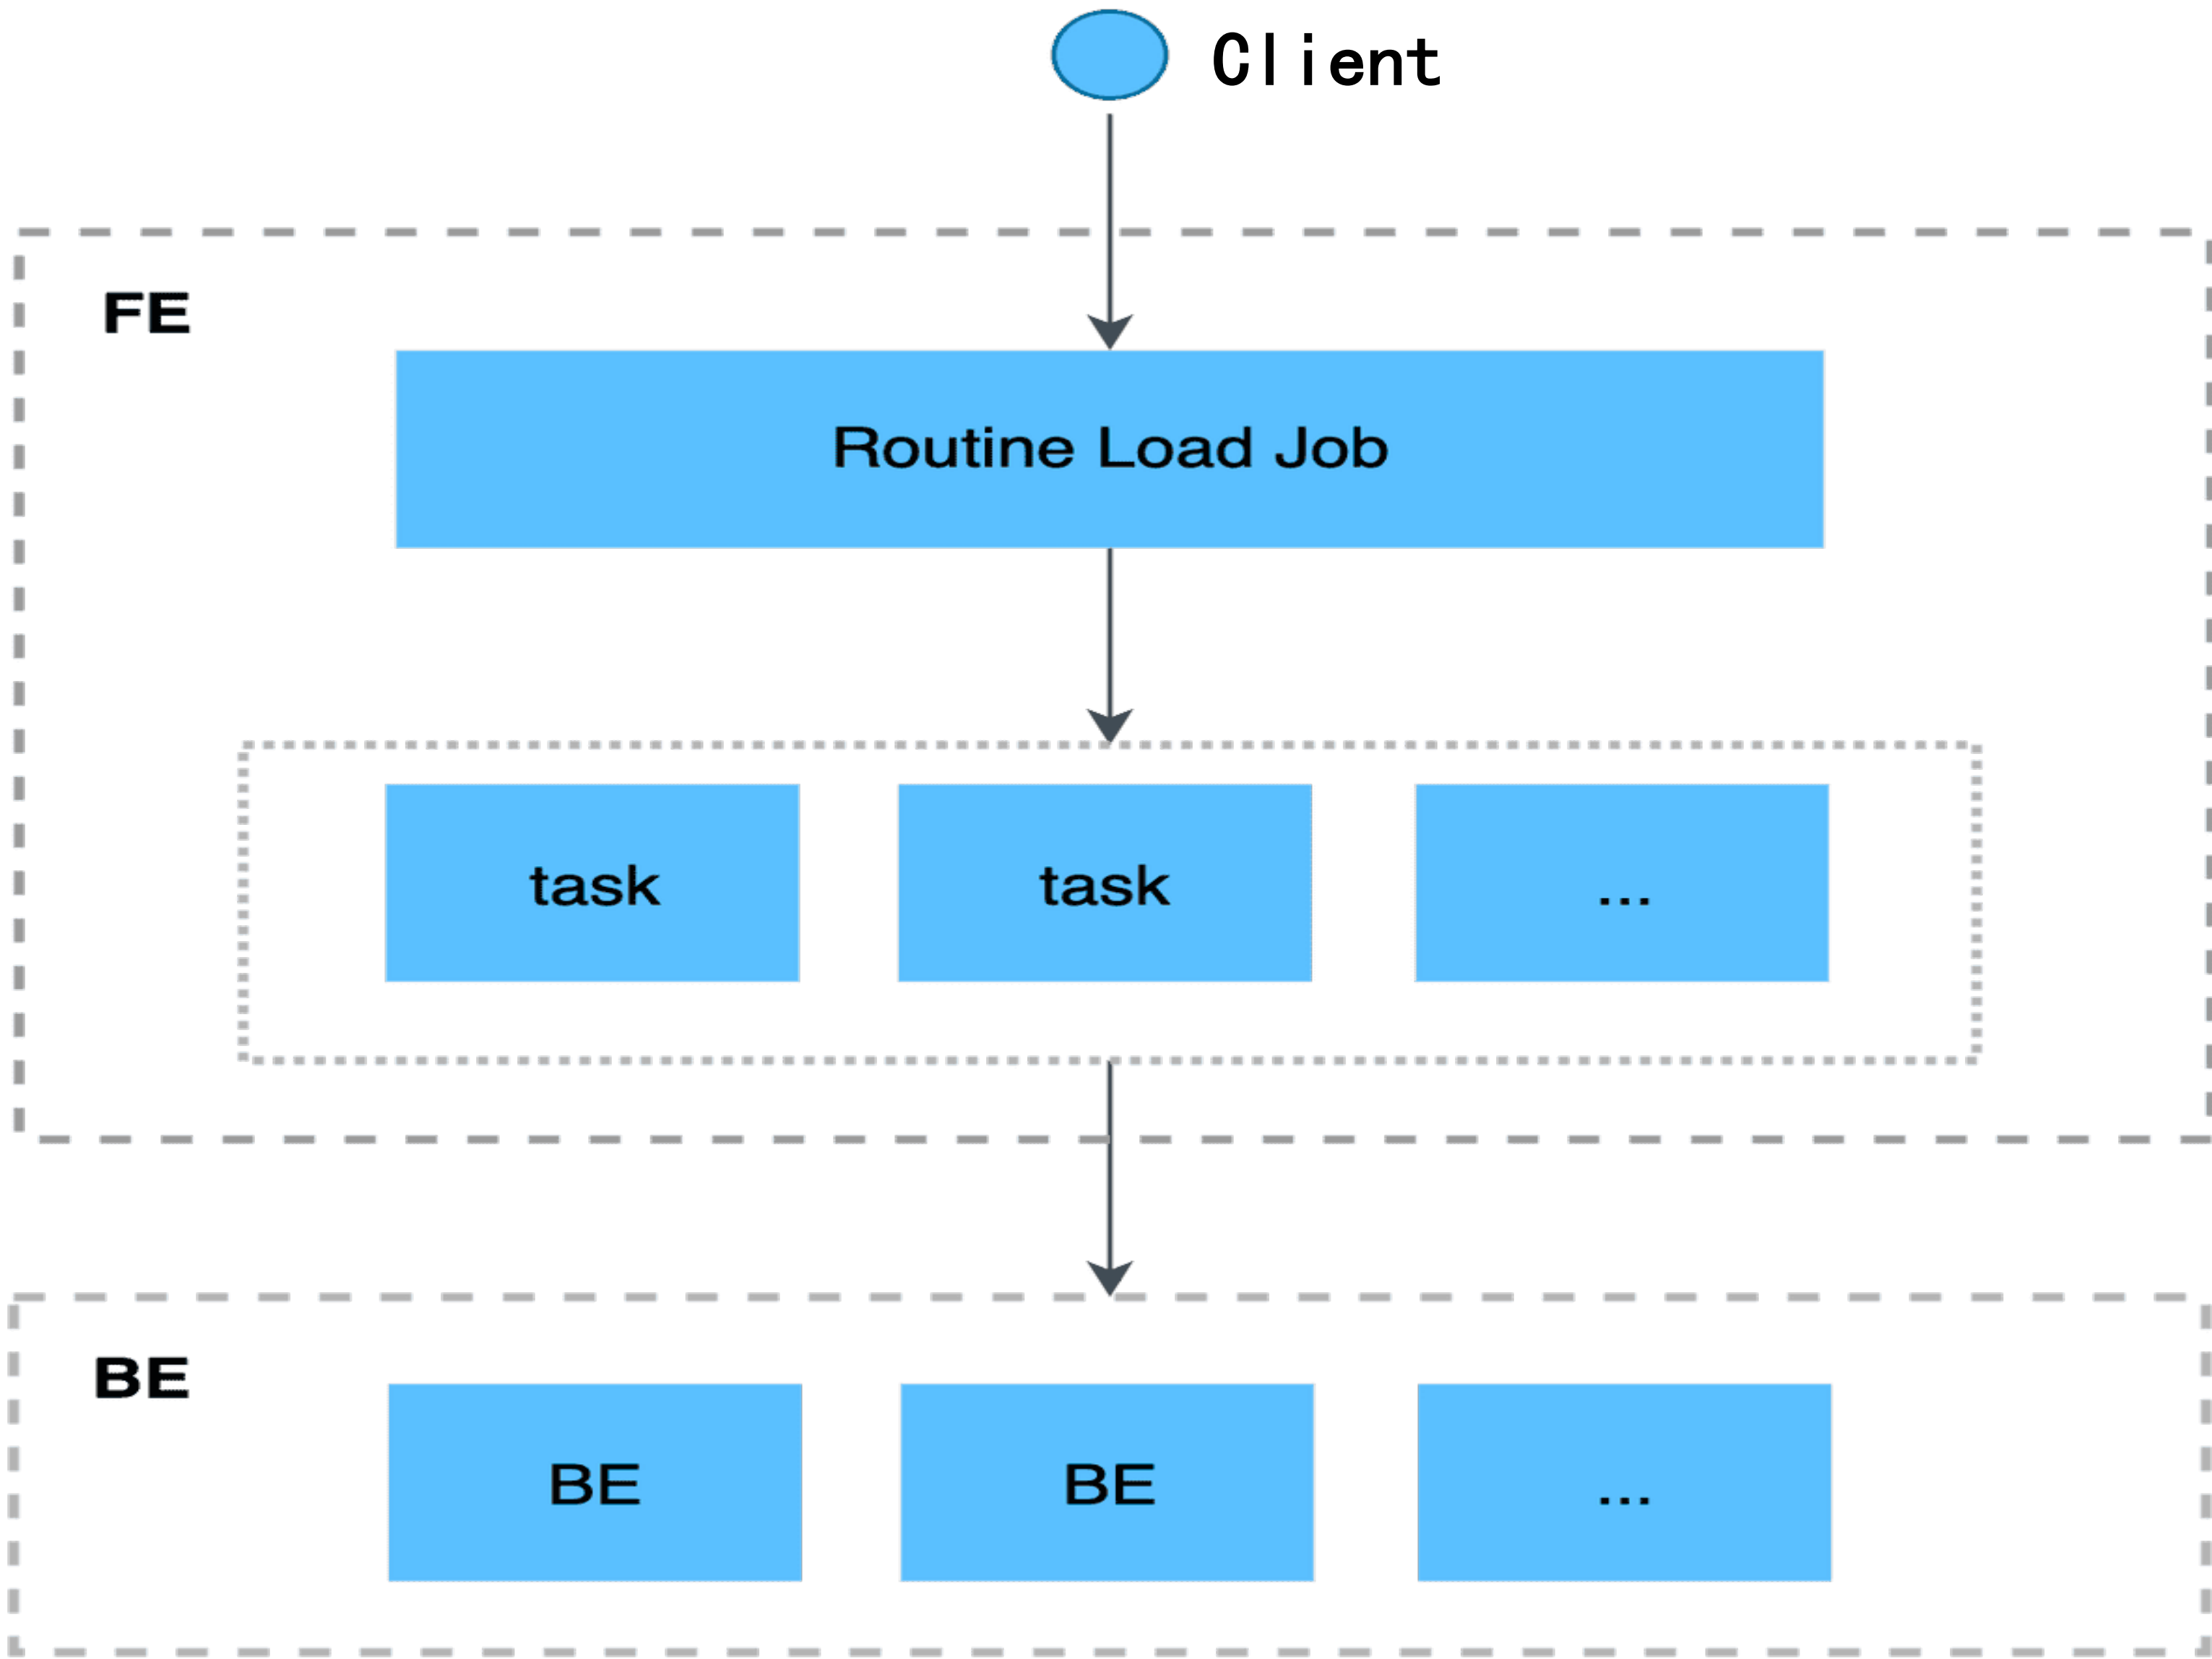 Client
FE
Routine Load Job
task
task
...
BE
BE
BE
...